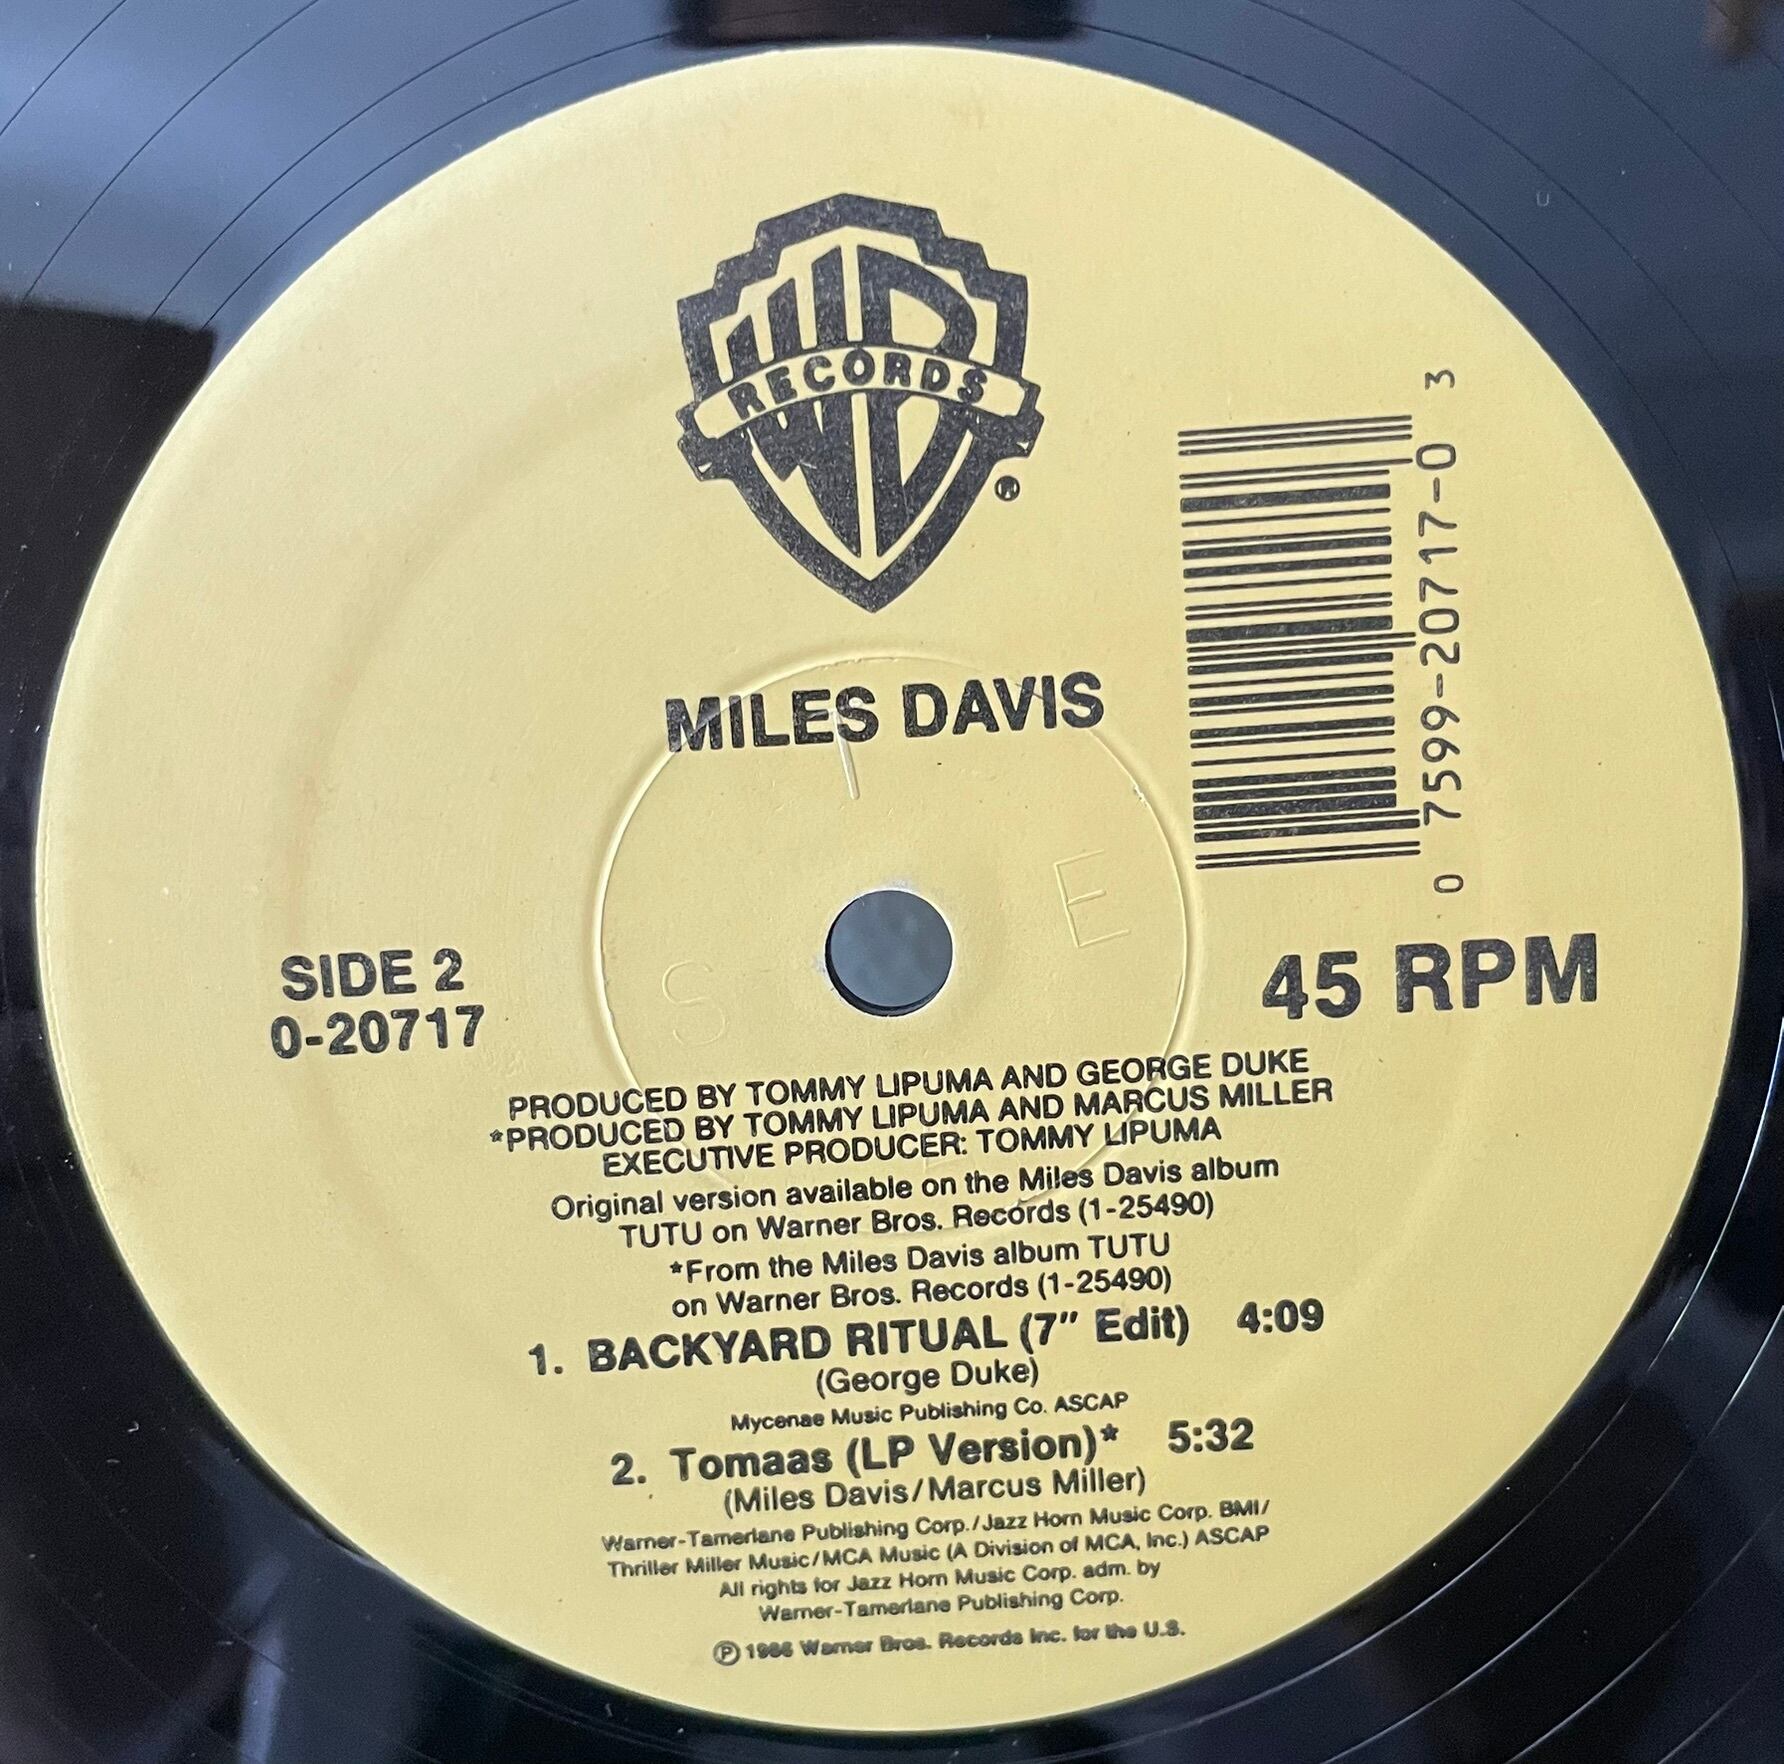 WB
RECORDS
®
MILES DAVIS
0 7599-20717-0 3
SIDE 2
0-20717
45 RPM
PRODUCED BY TOMMY LIPUMA AND GEORGE DUKE
*PRODUCED BY TOMMY LIPUMA AND MARCUS MILLER
EXECUTIVE PRODUCER: TOMMY LIPUMA
Original version available on the Miles Davis album
TUTU on Warner Bros. Records (1-25490)
*From the Miles Davis album TUTU
on Warner Bros. Records (1-25490)
1. BACKYARD RITUAL (7″ Edit) 4:09
(George Duke)
Mycenae Music Publishing Co. ASCAP
2. Tomaas (LP Version)* 5:32
(Miles Davis/Marcus Miller)
Warner-Tamerlane Publishing Corp./Jazz Horn Music Corp. BMI/
Thriller Miller Music/MCA Music (A Division of MCA, Inc.) ASCAP
All rights for Jazz Horn Music Corp. adm. by
Warner-Tamerlane Publishing Corp.
℗ 1986 Warner Bros. Records Inc. for the U.S.